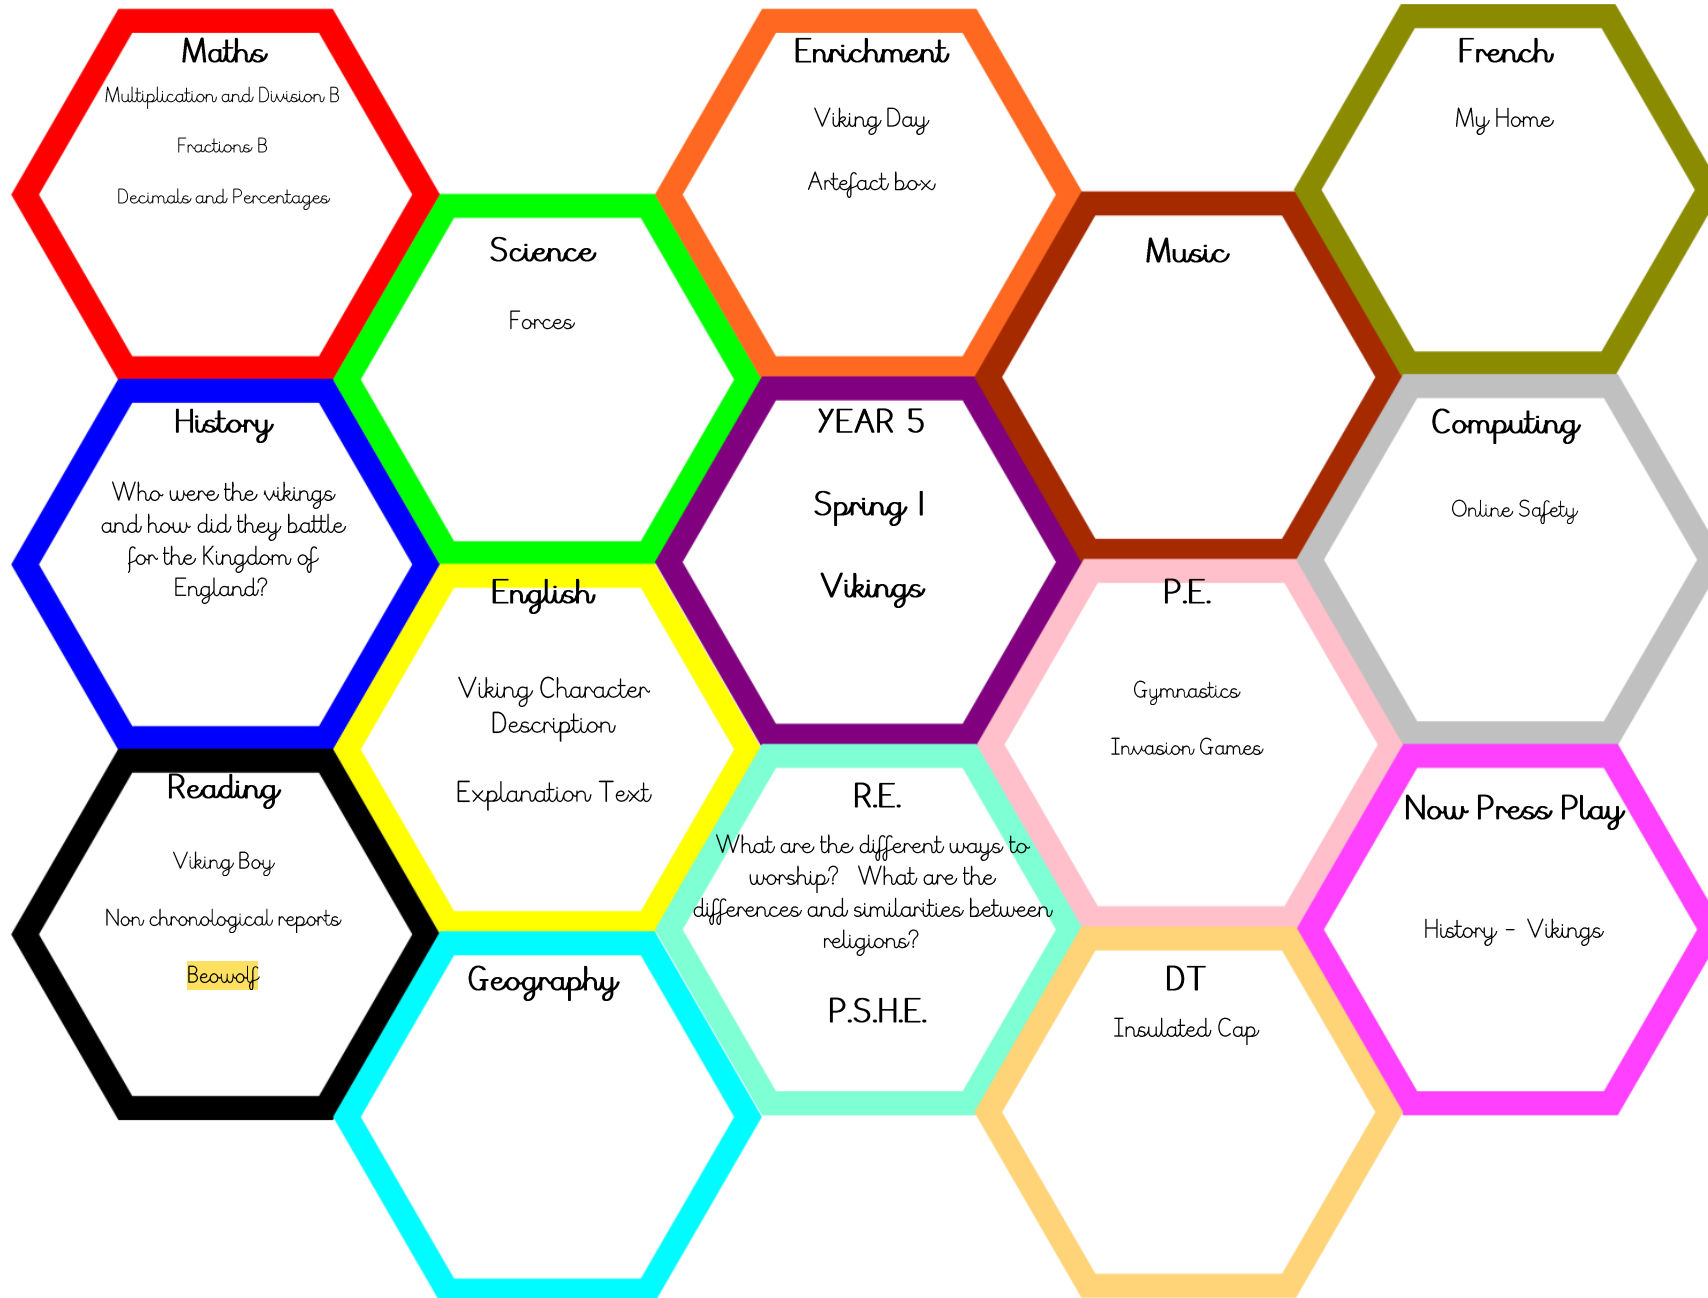 Maths
Multiplication and Division B
Fractions B
Decimals and Percentages
Enrichment
Viking Day
Artefact box
French
My Home
Science
Forces
Music
History
Who were the vikings
and how did they battle
for the Kingdom of
England?
YEAR 5
Spring 1
Vikings
Computing
Online Safety
English
Viking Character
Description
Explanation Text
P.E.
Gymnastics
Invasion Games
Reading
Viking Boy
Non chronological reports
Beowolf
R.E.
What are the different ways to
worship? What are the
differences and similarities between
religions?
P.S.H.E.
Now Press Play
History - Vikings
Geography
DT
Insulated Cap